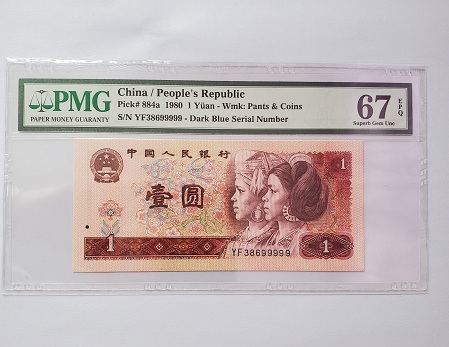 PMG
PAPER MONEY GUARANTY
China / People's Republic
Pick# 884a 1980 1 Yüan - Wmk: Pants & Coins
S/N YF38699999 - Dark Blue Serial Number
67
EPQ
Superb Gem Unc
中国人民银行
1
壹圆
1
1
YF38699999